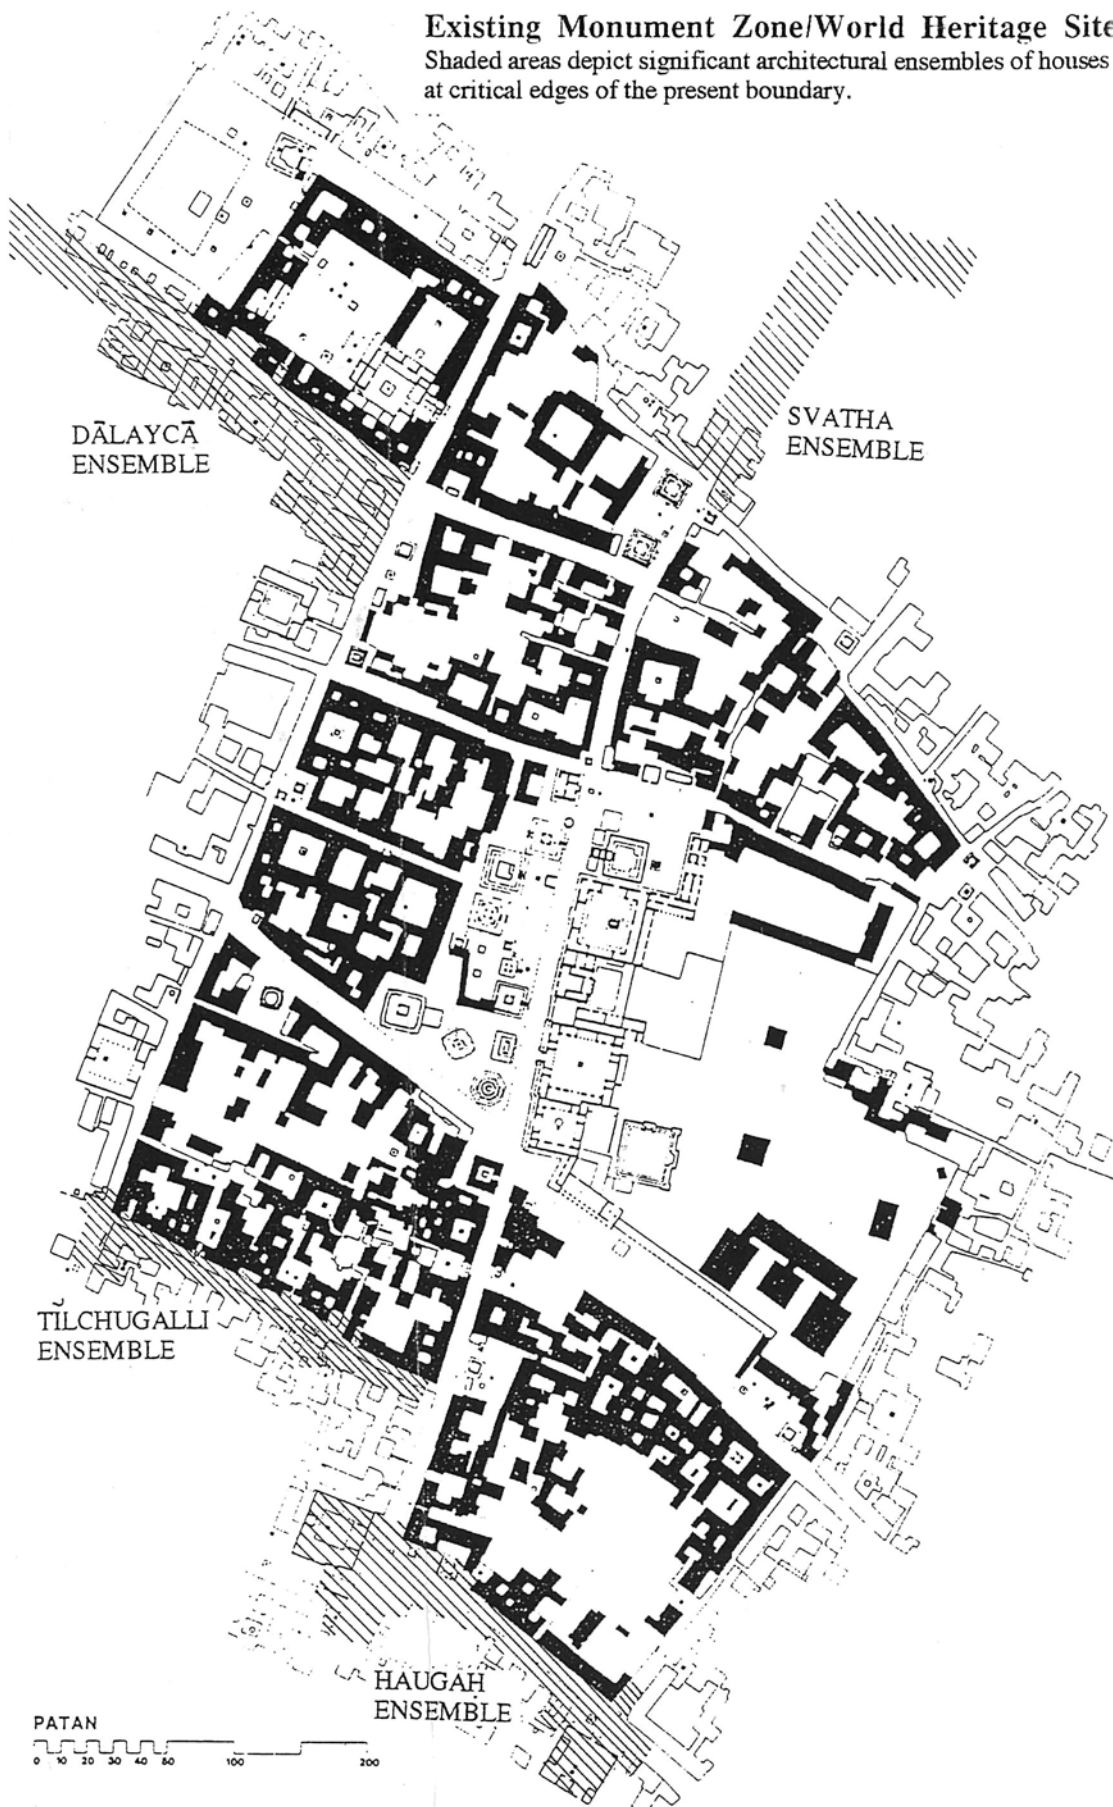 Existing Monument Zone/World Heritage Site
Shaded areas depict significant architectural ensembles of houses
at critical edges of the present boundary.
SVATHA
ENSEMBLE
DĀLAYCĀ
ENSEMBLE
TĪLCHUGALLI
ENSEMBLE
HAUGAH
ENSEMBLE
PATAN
0 10 20 30 40 50 100 200